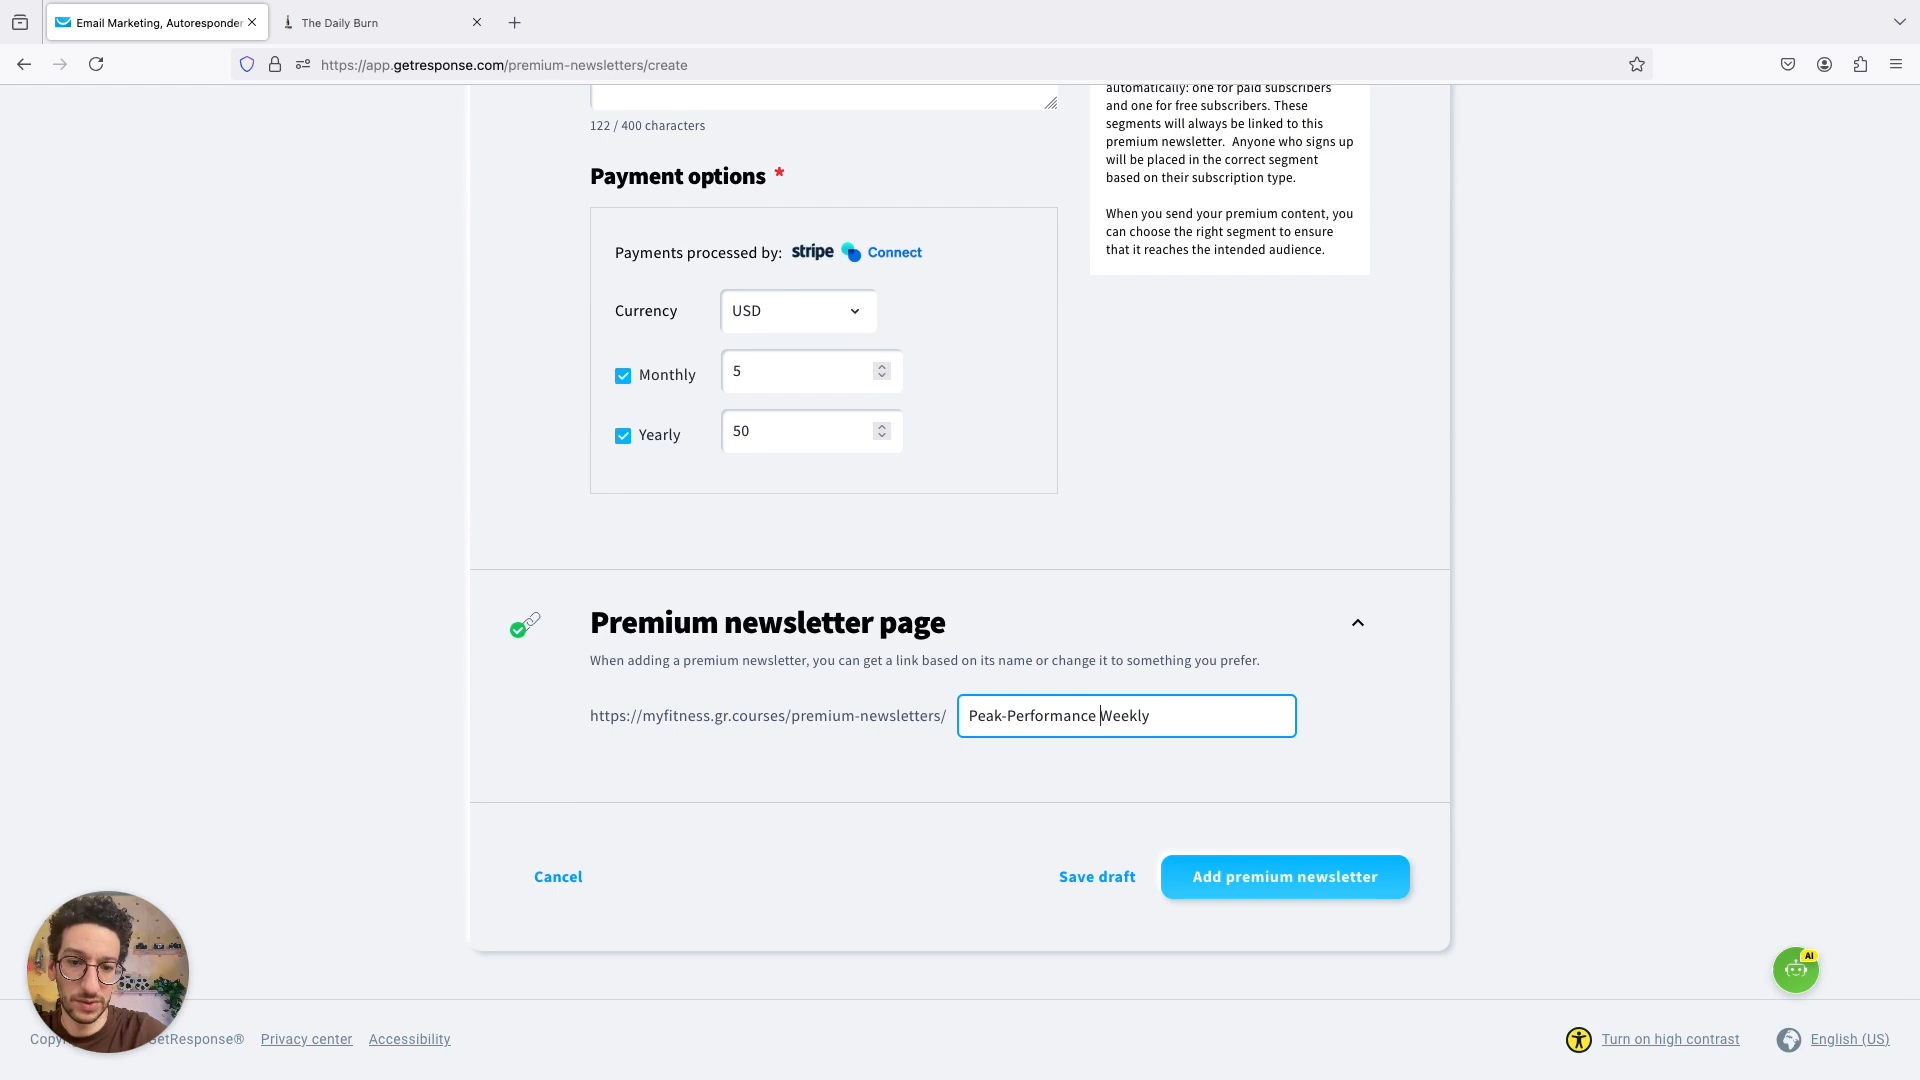 Email Marketing, Autoresponder
The Daily Burn
https://app.getresponse.com/premium-newsletters/create
automatically: one for paid subscribers
and one for free subscribers. These
segments will always be linked to this
premium newsletter. Anyone who signs up
will be placed in the correct segment
based on their subscription type.
When you send your premium content, you
can choose the right segment to ensure
that it reaches the intended audience.
122 / 400 characters
Payment options *
Payments processed by: stripe Connect
Currency USD
Monthly 5
Yearly 50
Premium newsletter page
When adding a premium newsletter, you can get a link based on its name or change it to something you prefer.
https://myfitness.gr.courses/premium-newsletters/ Peak-Performance Weekly
Cancel
Save draft
Add premium newsletter
AI
GetResponse®
Privacy center
Accessibility
Turn on high contrast
English (US)